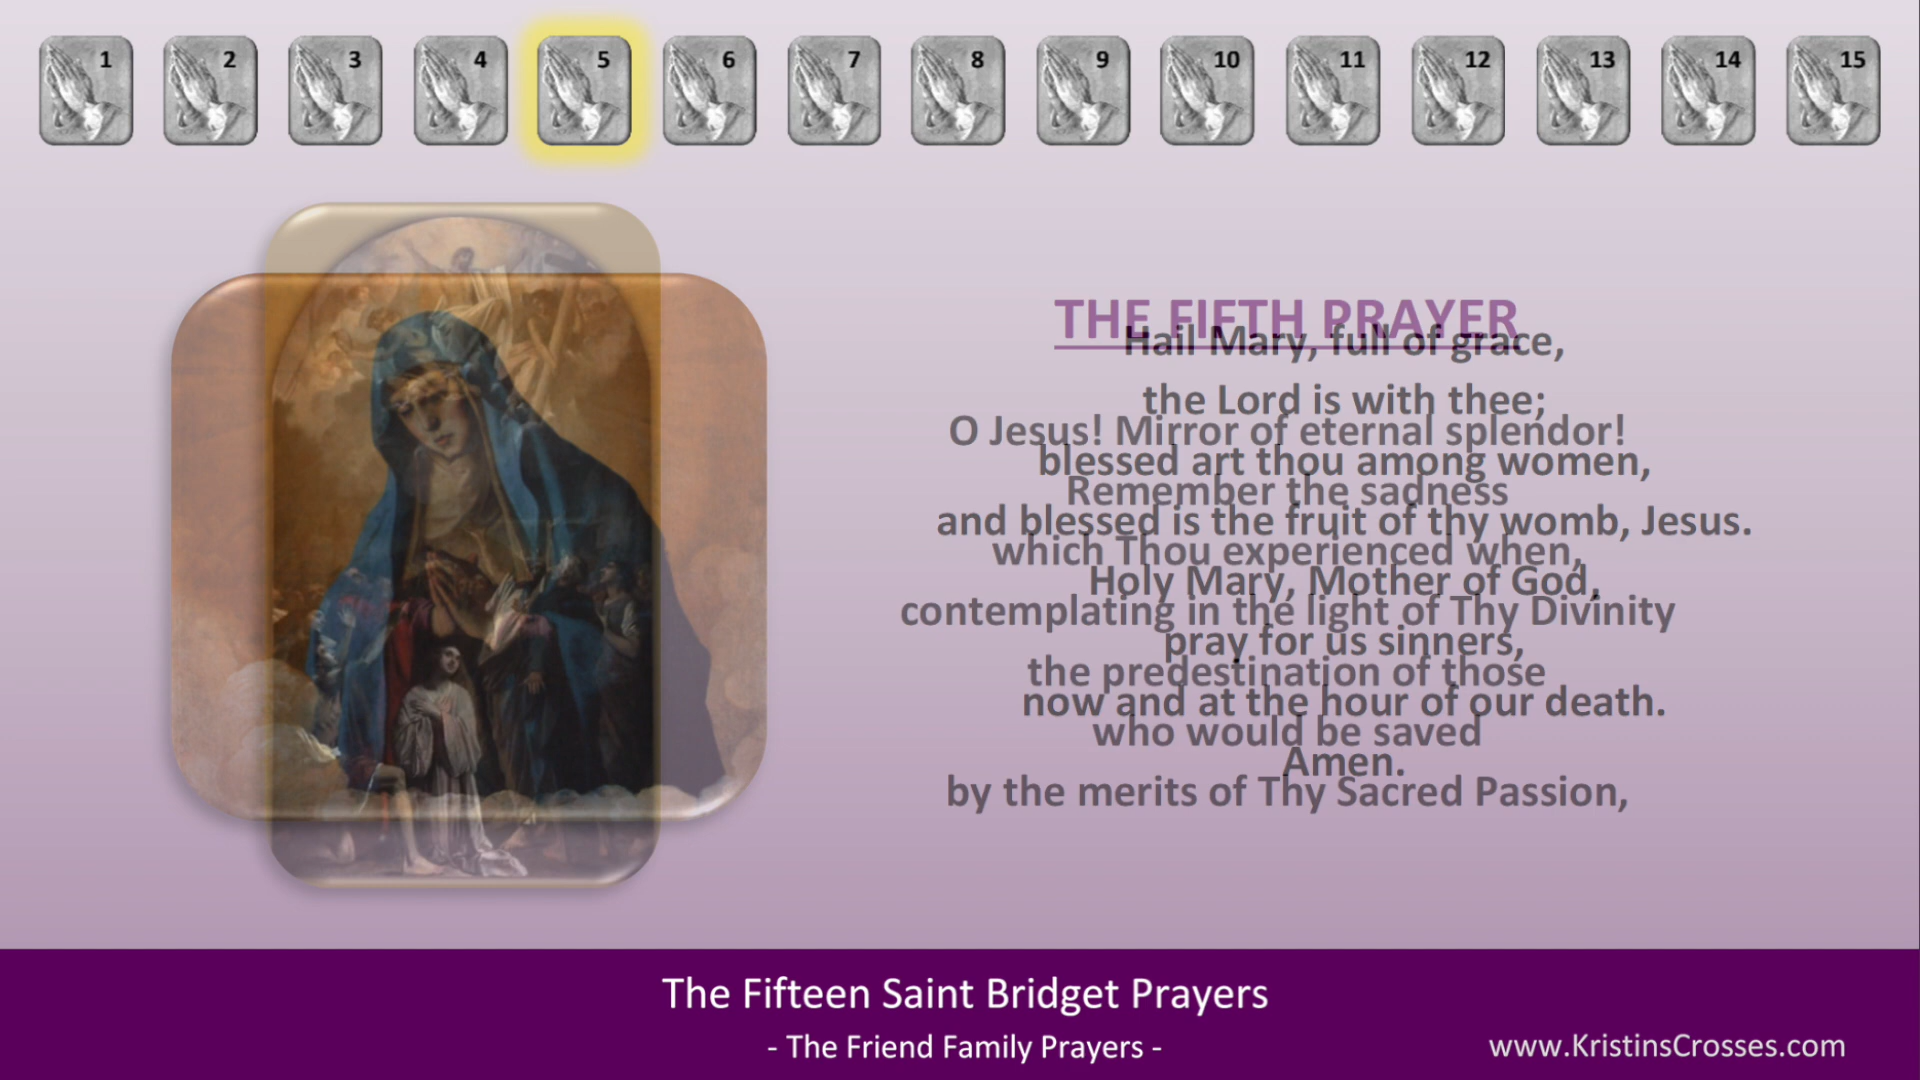 1 2 3 4 5 6 7 8 9 10 11 12 13 14 15
THE FIFTH PRAYER
Hail Mary, full of grace,
the Lord is with thee;
O Jesus! Mirror of eternal splendor!
blessed art thou among women,
Remember the sadness
and blessed is the fruit of thy womb, Jesus.
which Thou experienced when,
Holy Mary, Mother of God,
contemplating in the light of Thy Divinity
pray for us sinners,
the predestination of those
now and at the hour of our death.
who would be saved
Amen.
by the merits of Thy Sacred Passion,
The Fifteen Saint Bridget Prayers
- The Friend Family Prayers -
www.KristinsCrosses.com